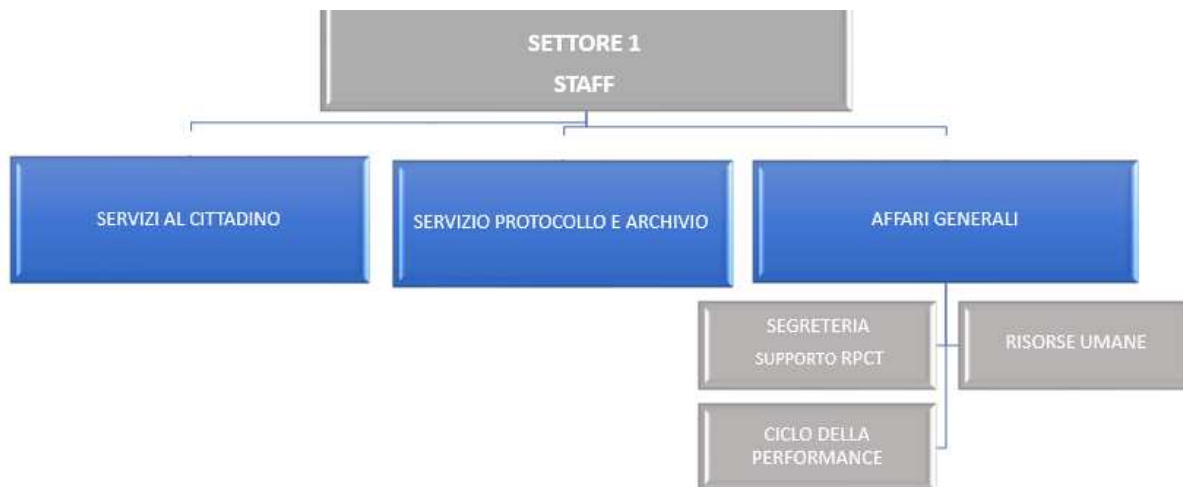 SETTORE 1
STAFF
SERVIZI AL CITTADINO
SERVIZIO PROTOCOLLO E ARCHIVIO
AFFARI GENERALI
SEGRETERIA
SUPPORTO RPCT
RISORSE UMANE
CICLO DELLA
PERFORMANCE